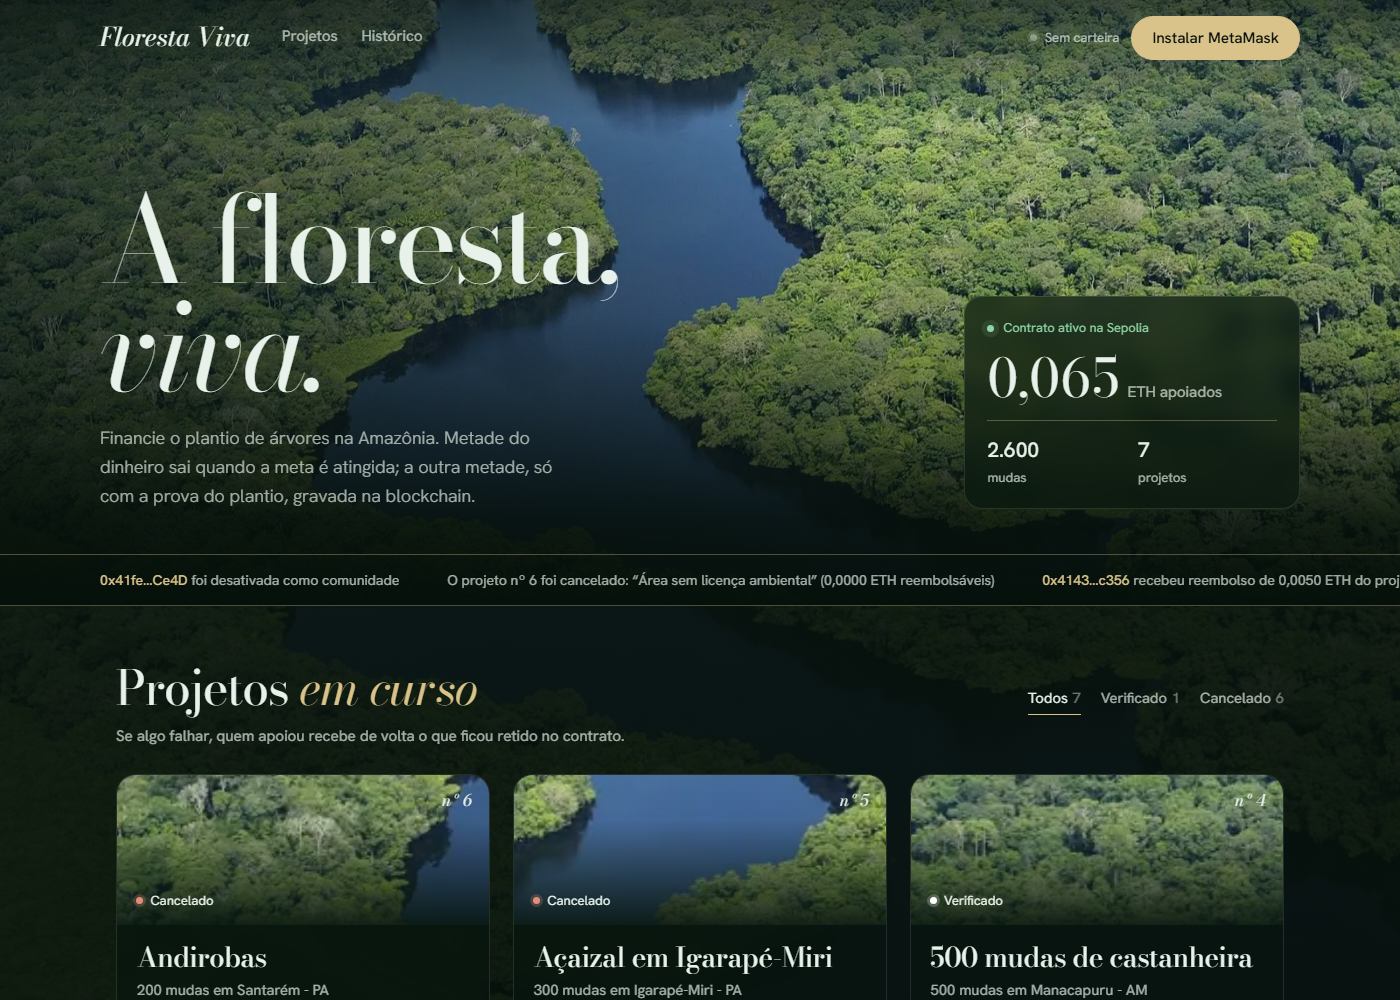 Floresta Viva
Projetos
Histórico
Sem carteira
Instalar MetaMask
A floresta,
viva.
Financie o plantio de árvores na Amazônia. Metade do
dinheiro sai quando a meta é atingida; a outra metade, só
com a prova do plantio, gravada na blockchain.
Contrato ativo na Sepolia
0,065 ETH apoiados
2.600
mudas
7
projetos
0x41fe...Ce4D foi desativada como comunidade
O projeto nº 6 foi cancelado: “Área sem licença ambiental” (0,0000 ETH reembolsáveis)
0x4143...c356 recebeu reembolso de 0,0050 ETH do proj
Projetos em curso
Se algo falhar, quem apoiou recebe de volta o que ficou retido no contrato.
Todos 7
Verificado 1
Cancelado 6
nº 6
Cancelado
Andirobas
200 mudas em Santarém - PA
nº 5
Cancelado
Açaizal em Igarapé-Miri
300 mudas em Igarapé-Miri - PA
nº 4
Verificado
500 mudas de castanheira
500 mudas em Manacapuru - AM